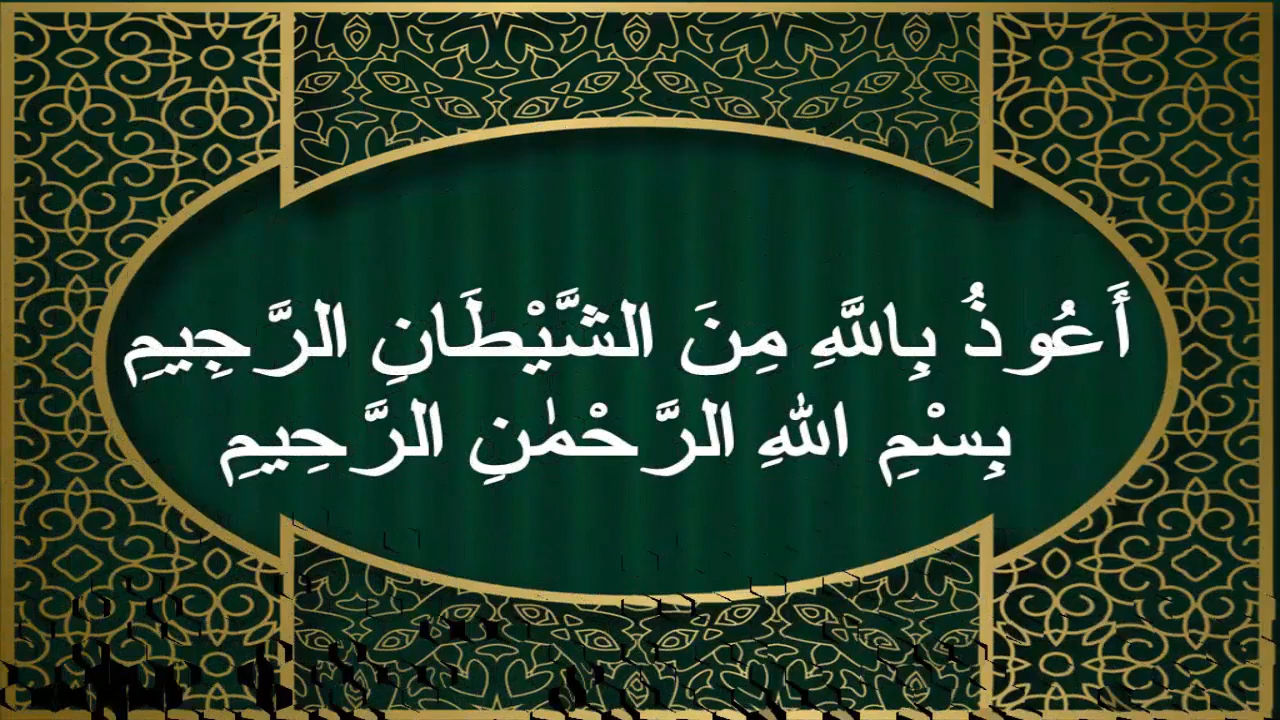 أَعُوذُ بِاللَّهِ مِنَ الشَّيْطَانِ الرَّجِيمِ
بِسْمِ اللهِ الرَّحْمٰنِ الرَّحِيمِ